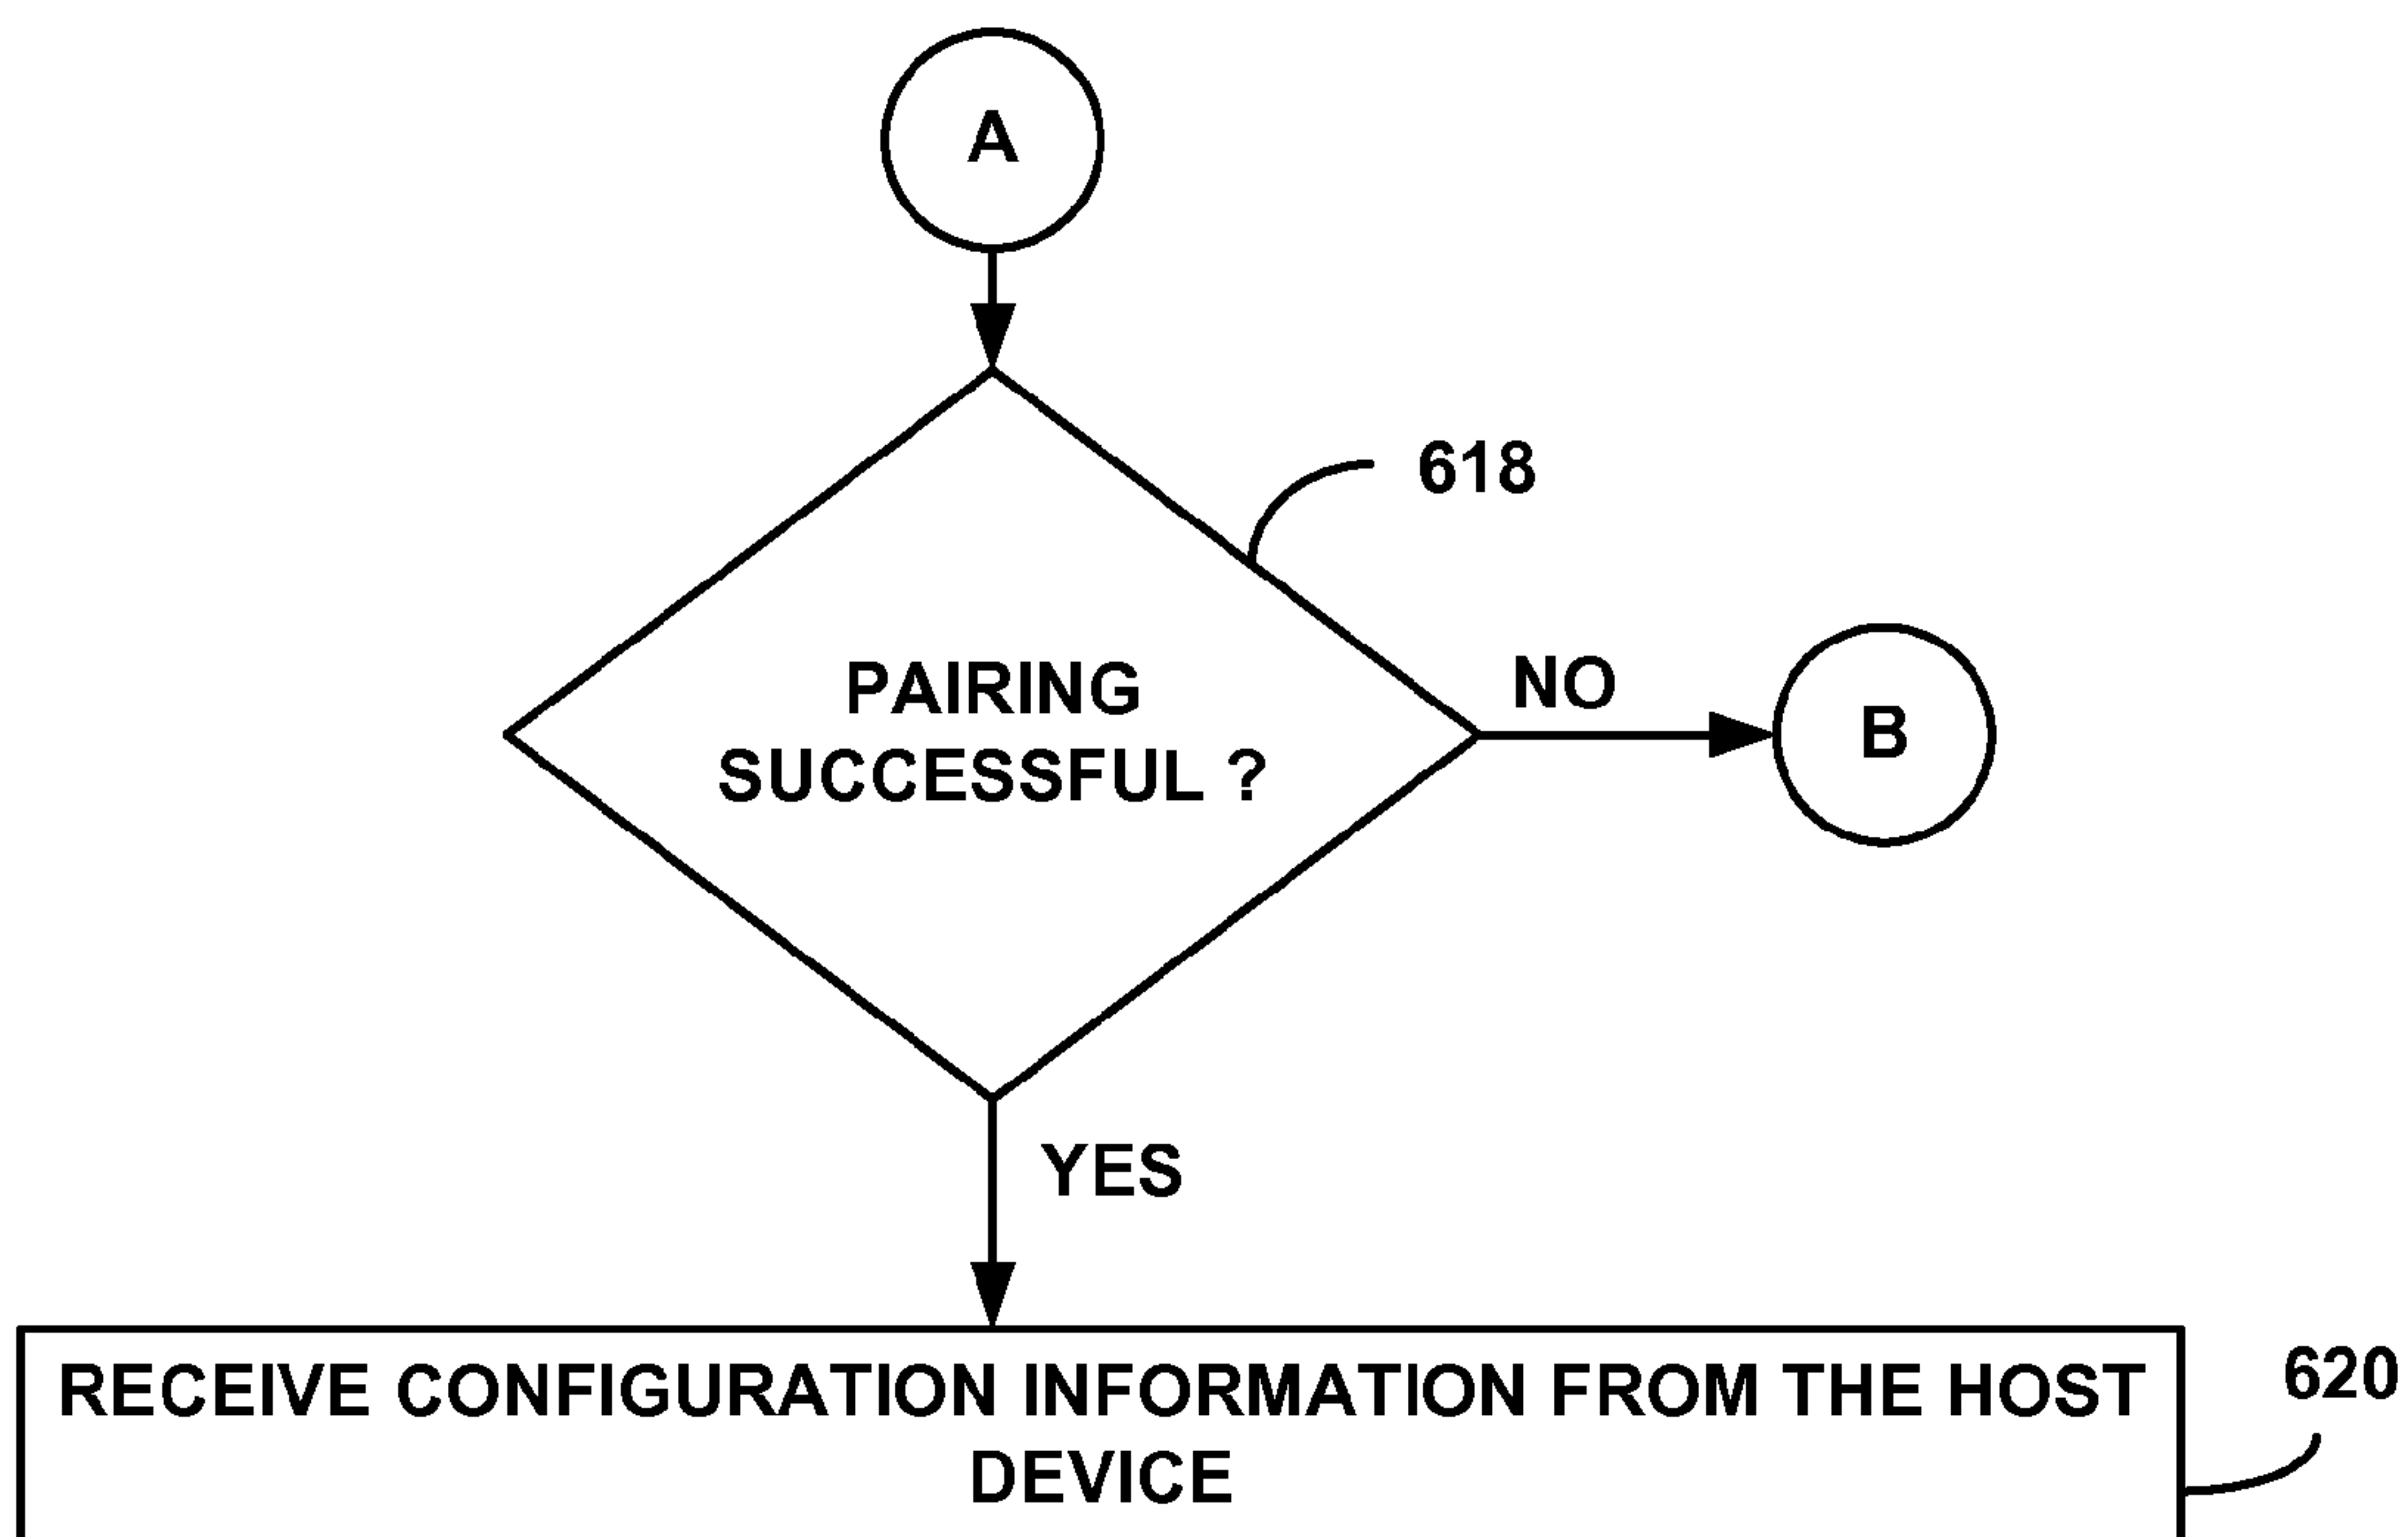 A
618
PAIRING
SUCCESSFUL ?
NO
B
YES
RECEIVE CONFIGURATION INFORMATION FROM THE HOST
DEVICE
620